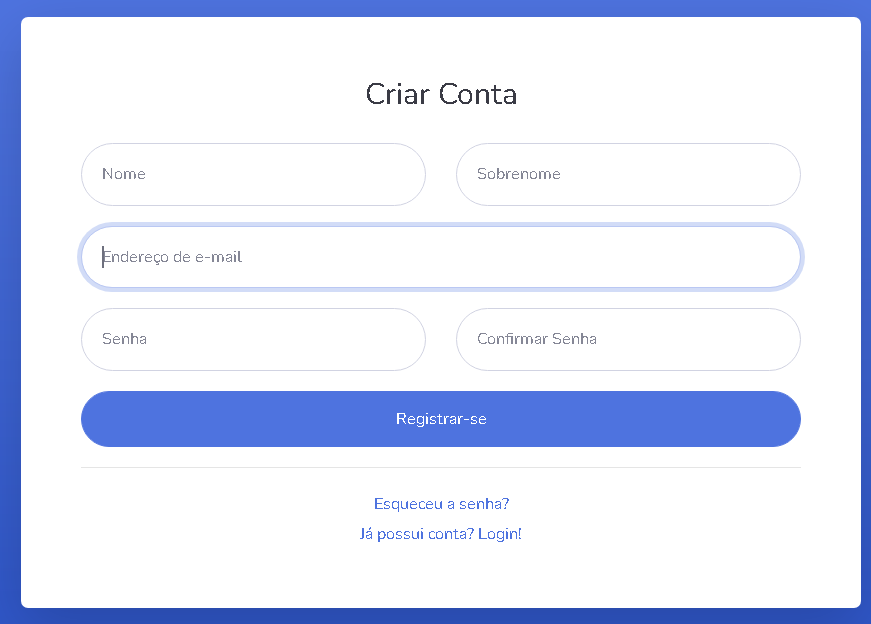 Criar Conta
Nome
Sobrenome
Endereço de e-mail
Senha
Confirmar Senha
Registrar-se
Esqueceu a senha?
Já possui conta? Login!